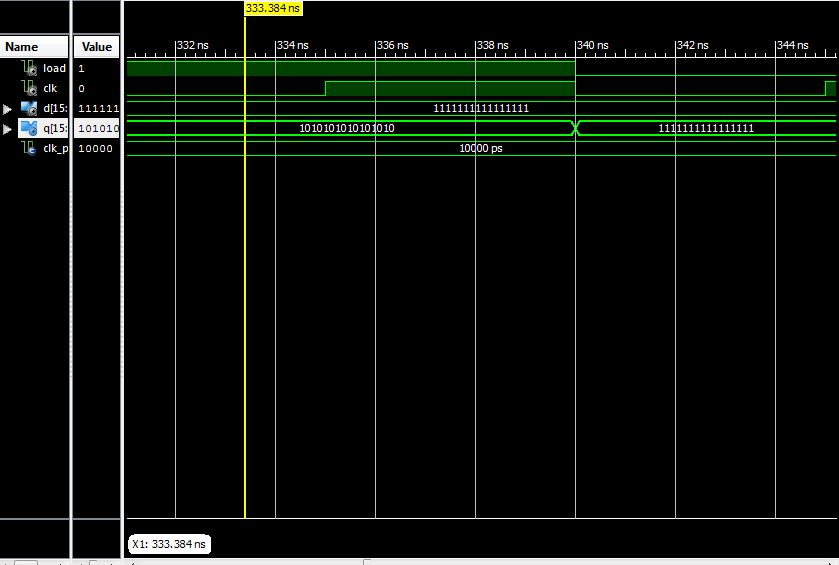 333.384 ns
Name Value 332 ns 334 ns 336 ns 338 ns 340 ns 342 ns 344 ns
load 1
clk 0
d[15: 111111 1111111111111111
q[15: 101010 1010101010101010 1111111111111111
clk_p 10000 10000 ps
X1: 333.384 ns